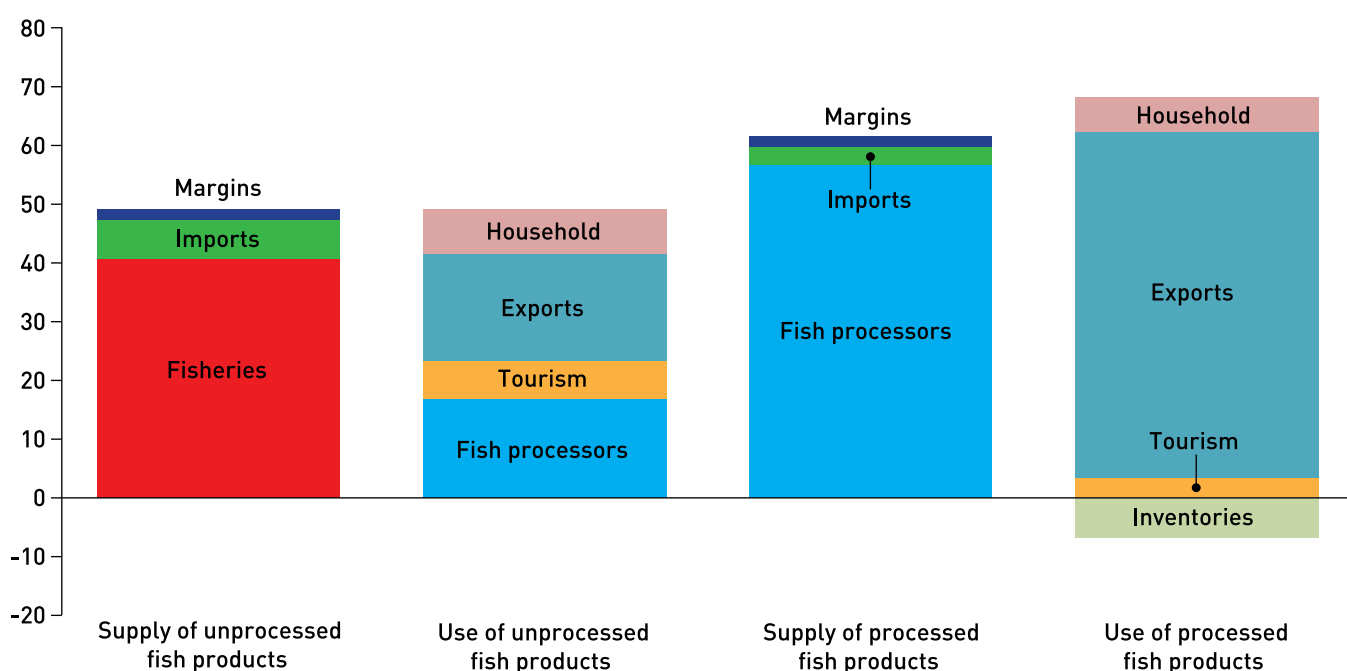 80
70
60
50
40
30
20
10
0
-10
-20
Margins
Imports
Fisheries
Household
Exports
Tourism
Fish processors
Margins
Imports
Fish processors
Household
Exports
Tourism
Inventories
Supply of unprocessed
fish products
Use of unprocessed
fish products
Supply of processed
fish products
Use of processed
fish products